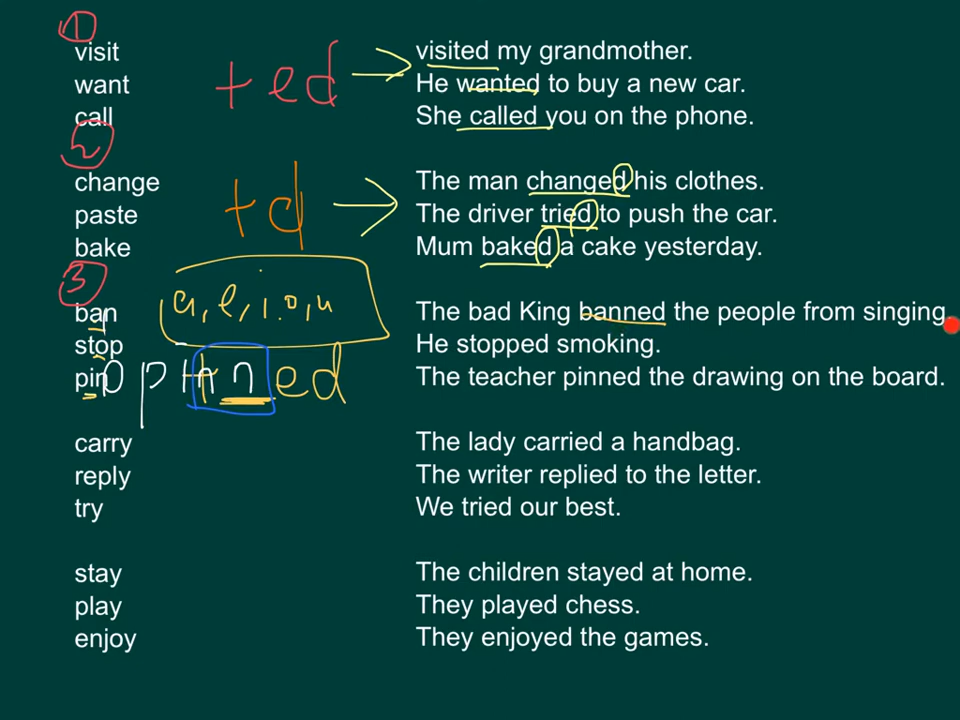 1
visit visited my grandmother.
want + ed He wanted to buy a new car.
call She called you on the phone.
2
change The man changed his clothes.
paste + d The driver tried to push the car.
bake Mum baked a cake yesterday.
3
ban a, e, i, o, u The bad King banned the people from singing.
stop He stopped smoking.
pin ed The teacher pinned the drawing on the board.
carry The lady carried a handbag.
reply The writer replied to the letter.
try We tried our best.
stay The children stayed at home.
play They played chess.
enjoy They enjoyed the games.